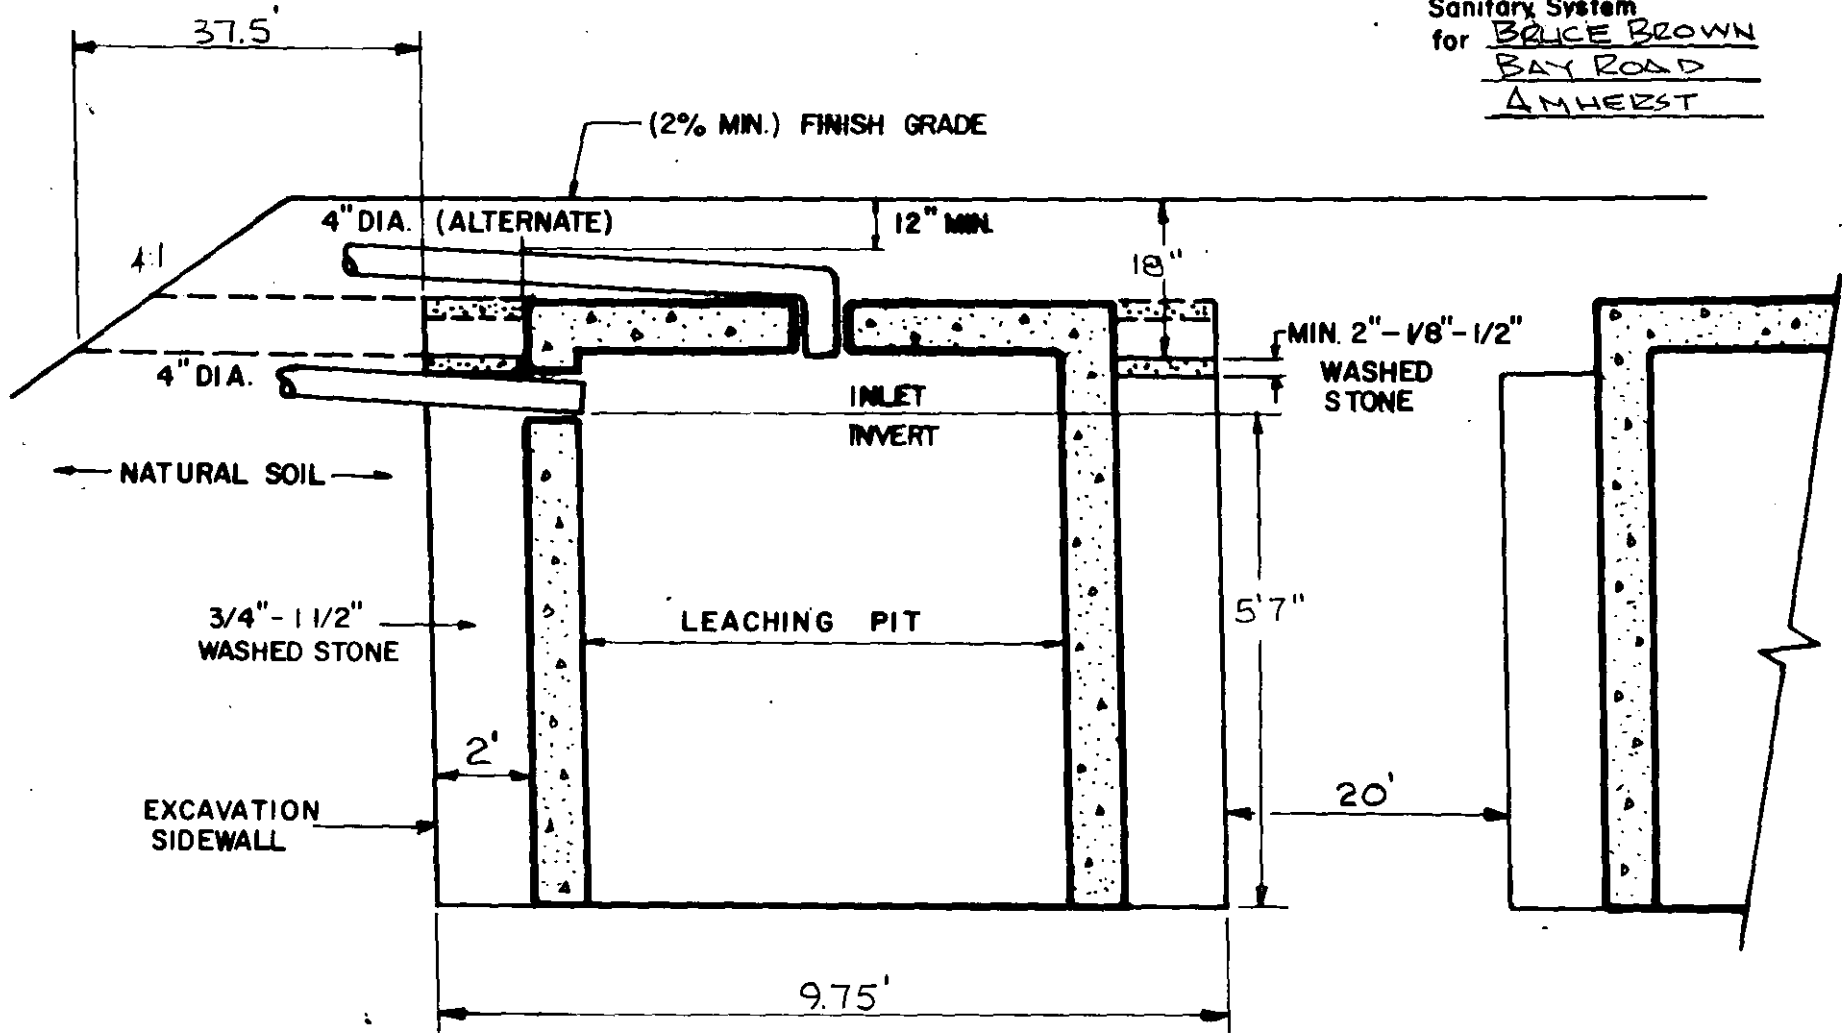 Sanitary System
for BRUCE BROWN
BAY ROAD
AMHERST
37.5'
(2% MIN.) FINISH GRADE
4" DIA. (ALTERNATE)
12" MIN.
4:1
18"
MIN. 2" - 1/8" - 1/2"
WASHED
STONE
4" DIA.
INLET
INVERT
NATURAL SOIL
3/4" - 1 1/2"
WASHED STONE
LEACHING PIT
5'7"
2'
20'
EXCAVATION
SIDEWALL
9.75'